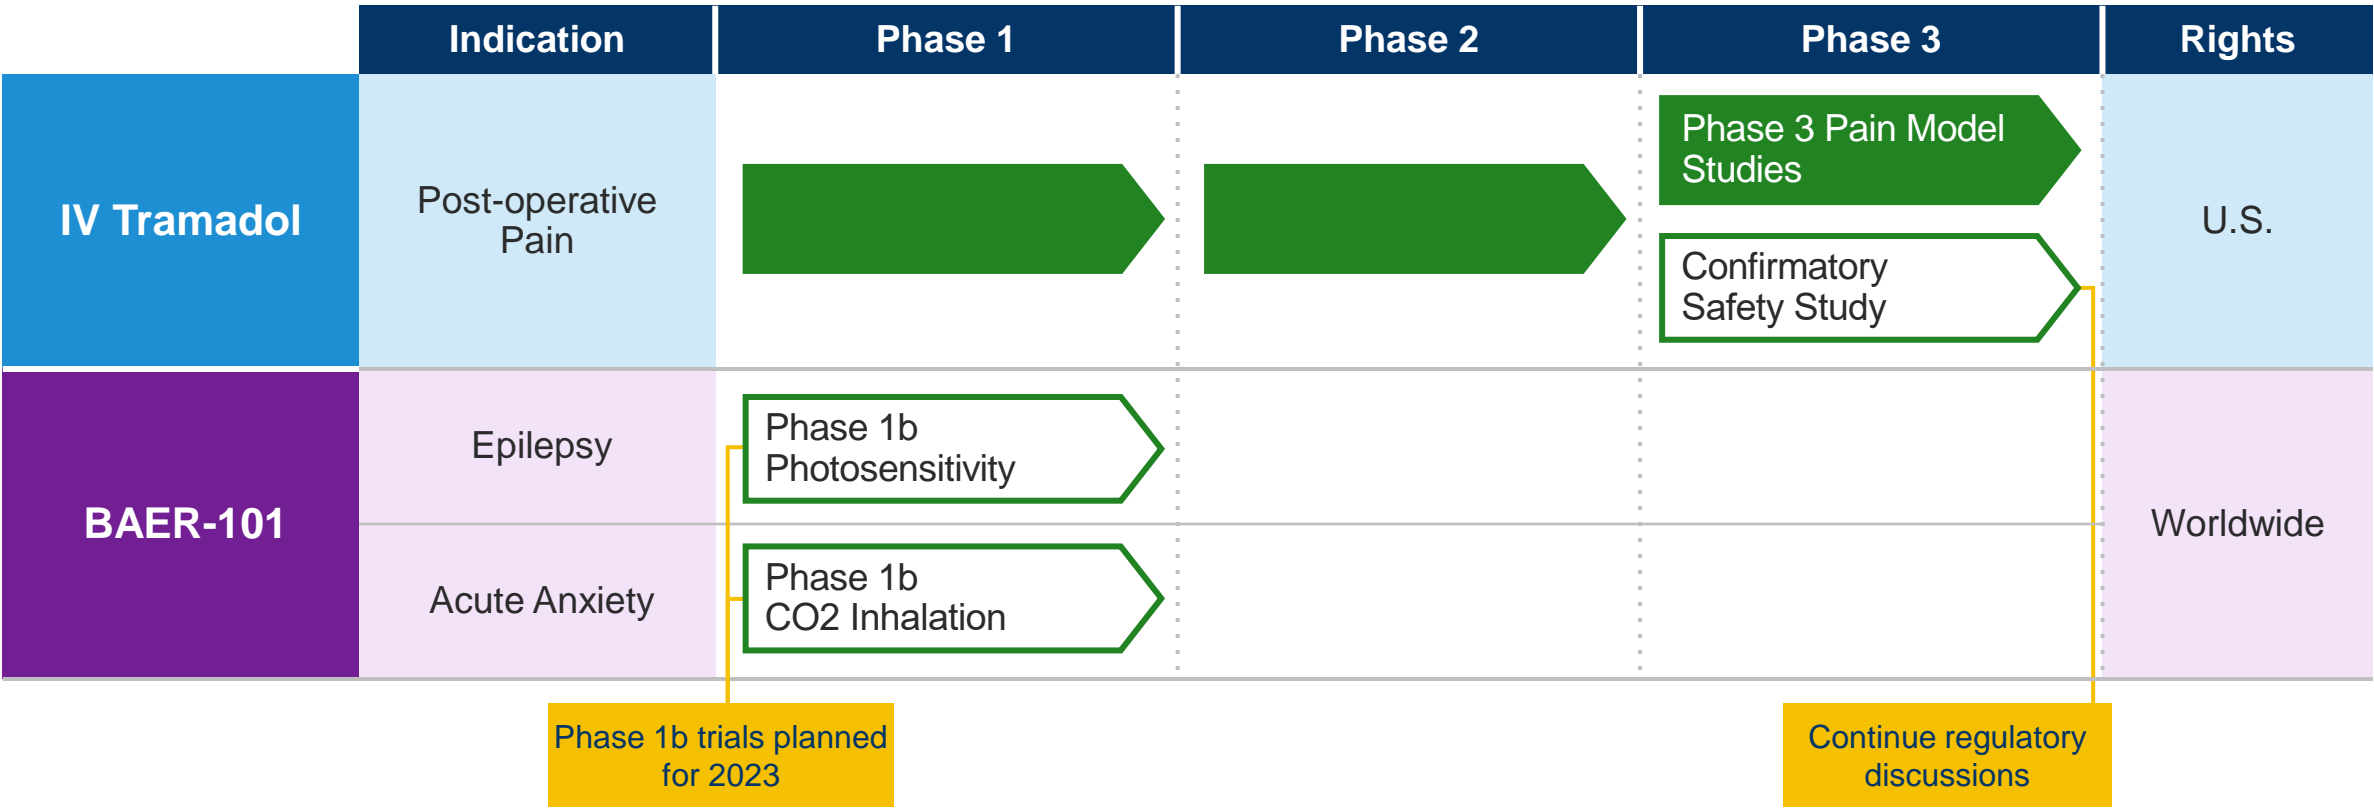 Indication
Phase 1
Phase 2
Phase 3
Rights
IV Tramadol
Post-operative
Pain
Phase 3 Pain Model
Studies
Confirmatory
Safety Study
U.S.
BAER-101
Epilepsy
Phase 1b
Photosensitivity
Acute Anxiety
Phase 1b
CO2 Inhalation
Worldwide
Phase 1b trials planned
for 2023
Continue regulatory
discussions